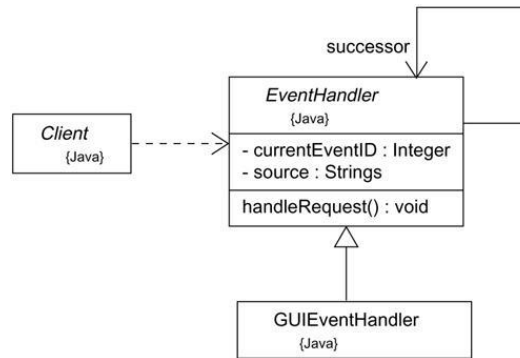 successor
EventHandler
{Java}
Client
{Java}
- currentEventID : Integer
- source : Strings
handleRequest() : void
GUIEventHandler
{Java}